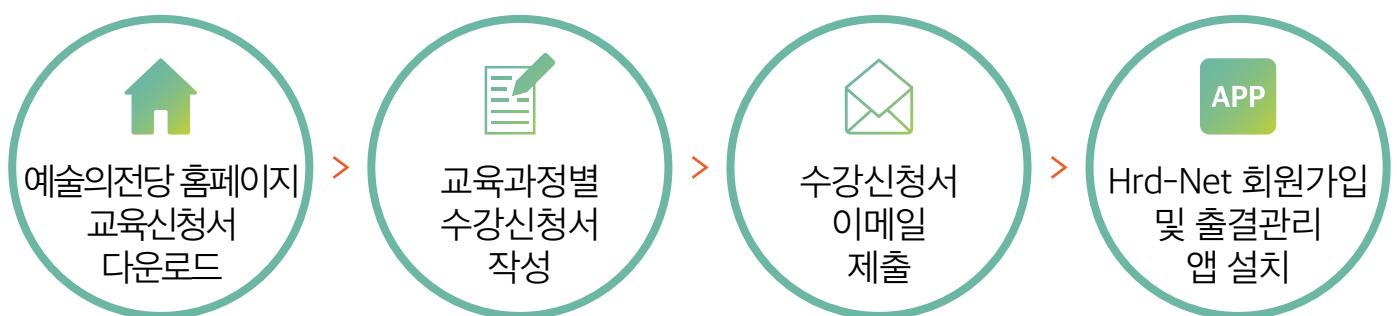 예술의전당 홈페이지
교육신청서
다운로드
>
교육과정별
수강신청서
작성
>
수강신청서
이메일
제출
>
APP
Hrd-Net 회원가입
및 출결관리
앱 설치